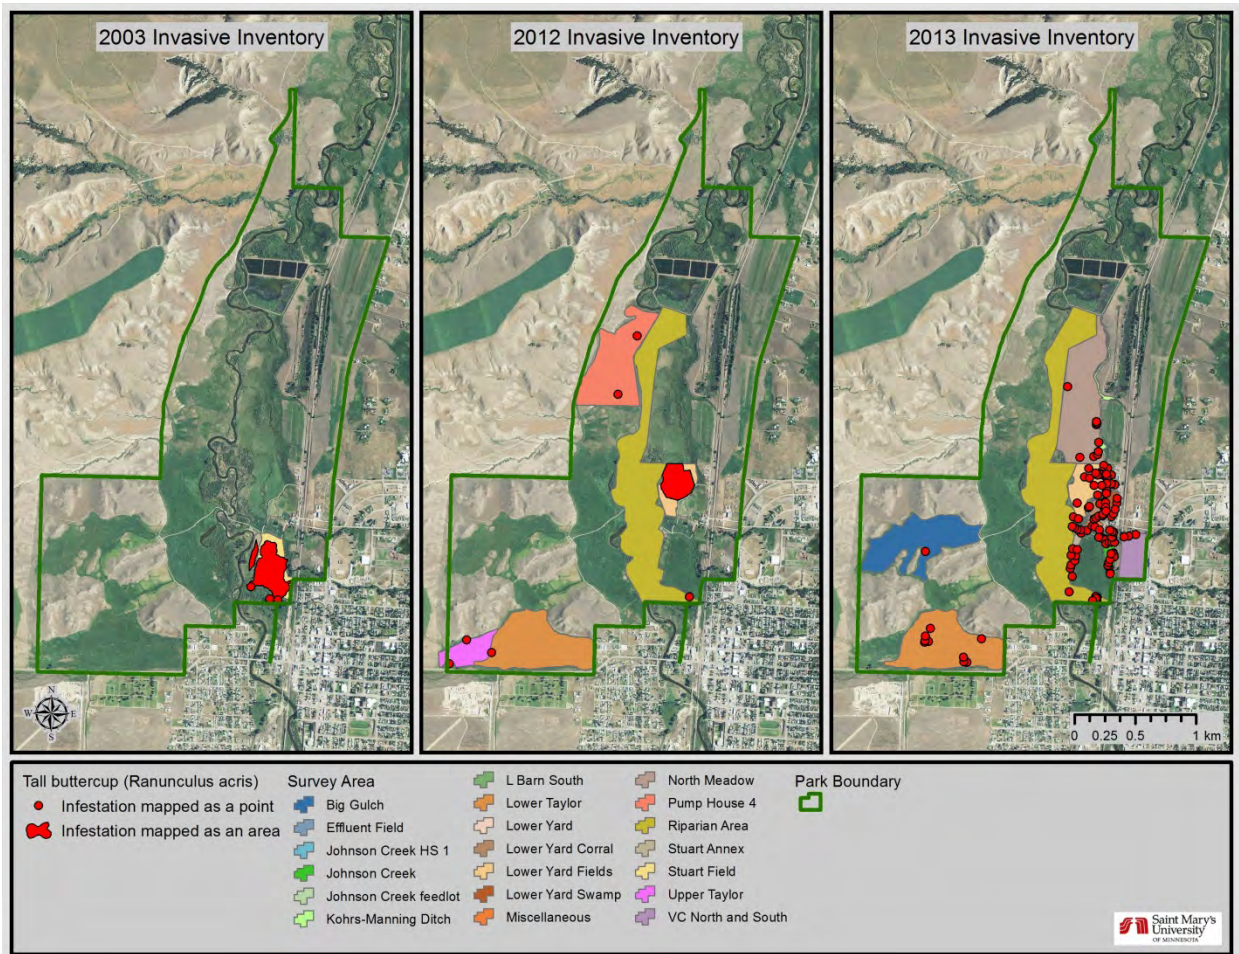 2003 Invasive Inventory
2012 Invasive Inventory
2013 Invasive Inventory
N
W E
S
0 0.25 0.5 1 km
Tall buttercup (Ranunculus acris)
Infestation mapped as a point
Infestation mapped as an area
Survey Area
Big Gulch
Effluent Field
Johnson Creek HS 1
Johnson Creek
Johnson Creek feedlot
Kohrs-Manning Ditch
L Barn South
Lower Taylor
Lower Yard
Lower Yard Corral
Lower Yard Fields
Lower Yard Swamp
Miscellaneous
North Meadow
Pump House 4
Riparian Area
Stuart Annex
Stuart Field
Upper Taylor
VC North and South
Park Boundary
Saint Mary's
University
OF MINNESOTA